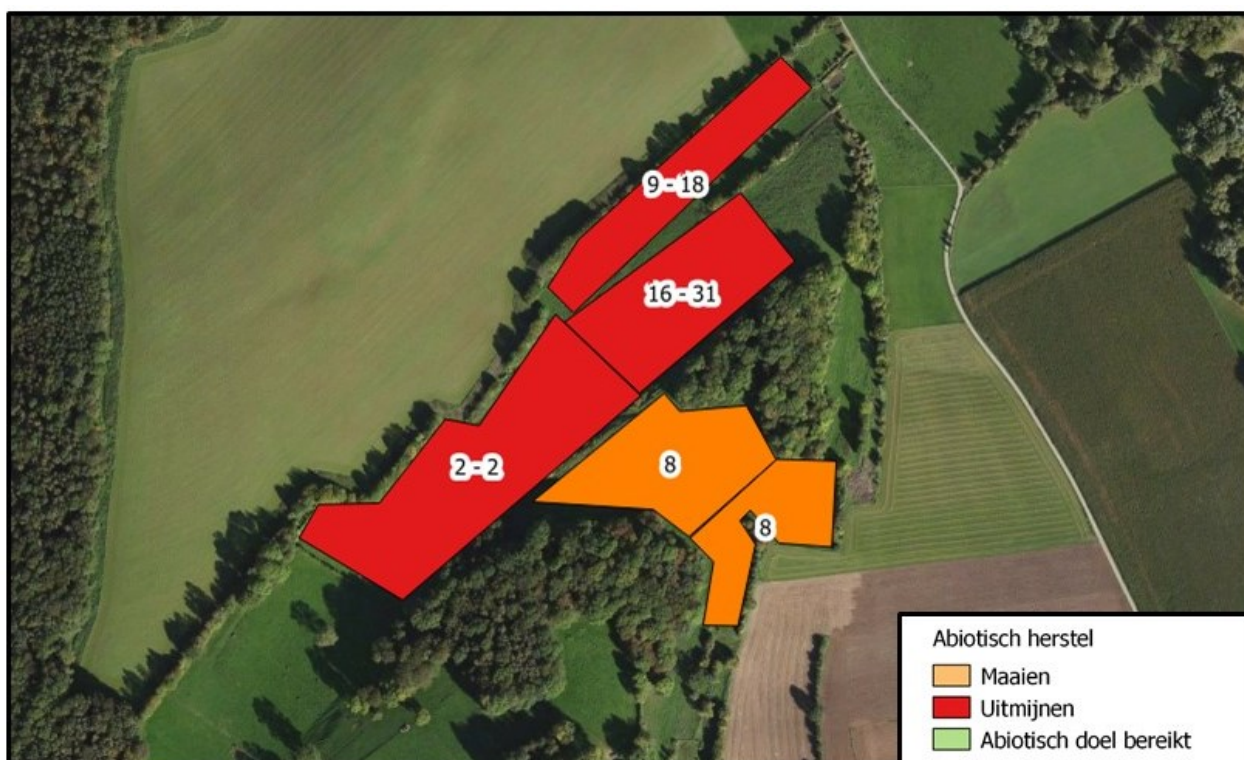 9 - 18
16 - 31
2 - 2
8
8
Abiotisch herstel
Maaien
Uitmijnen
Abiotisch doel bereikt